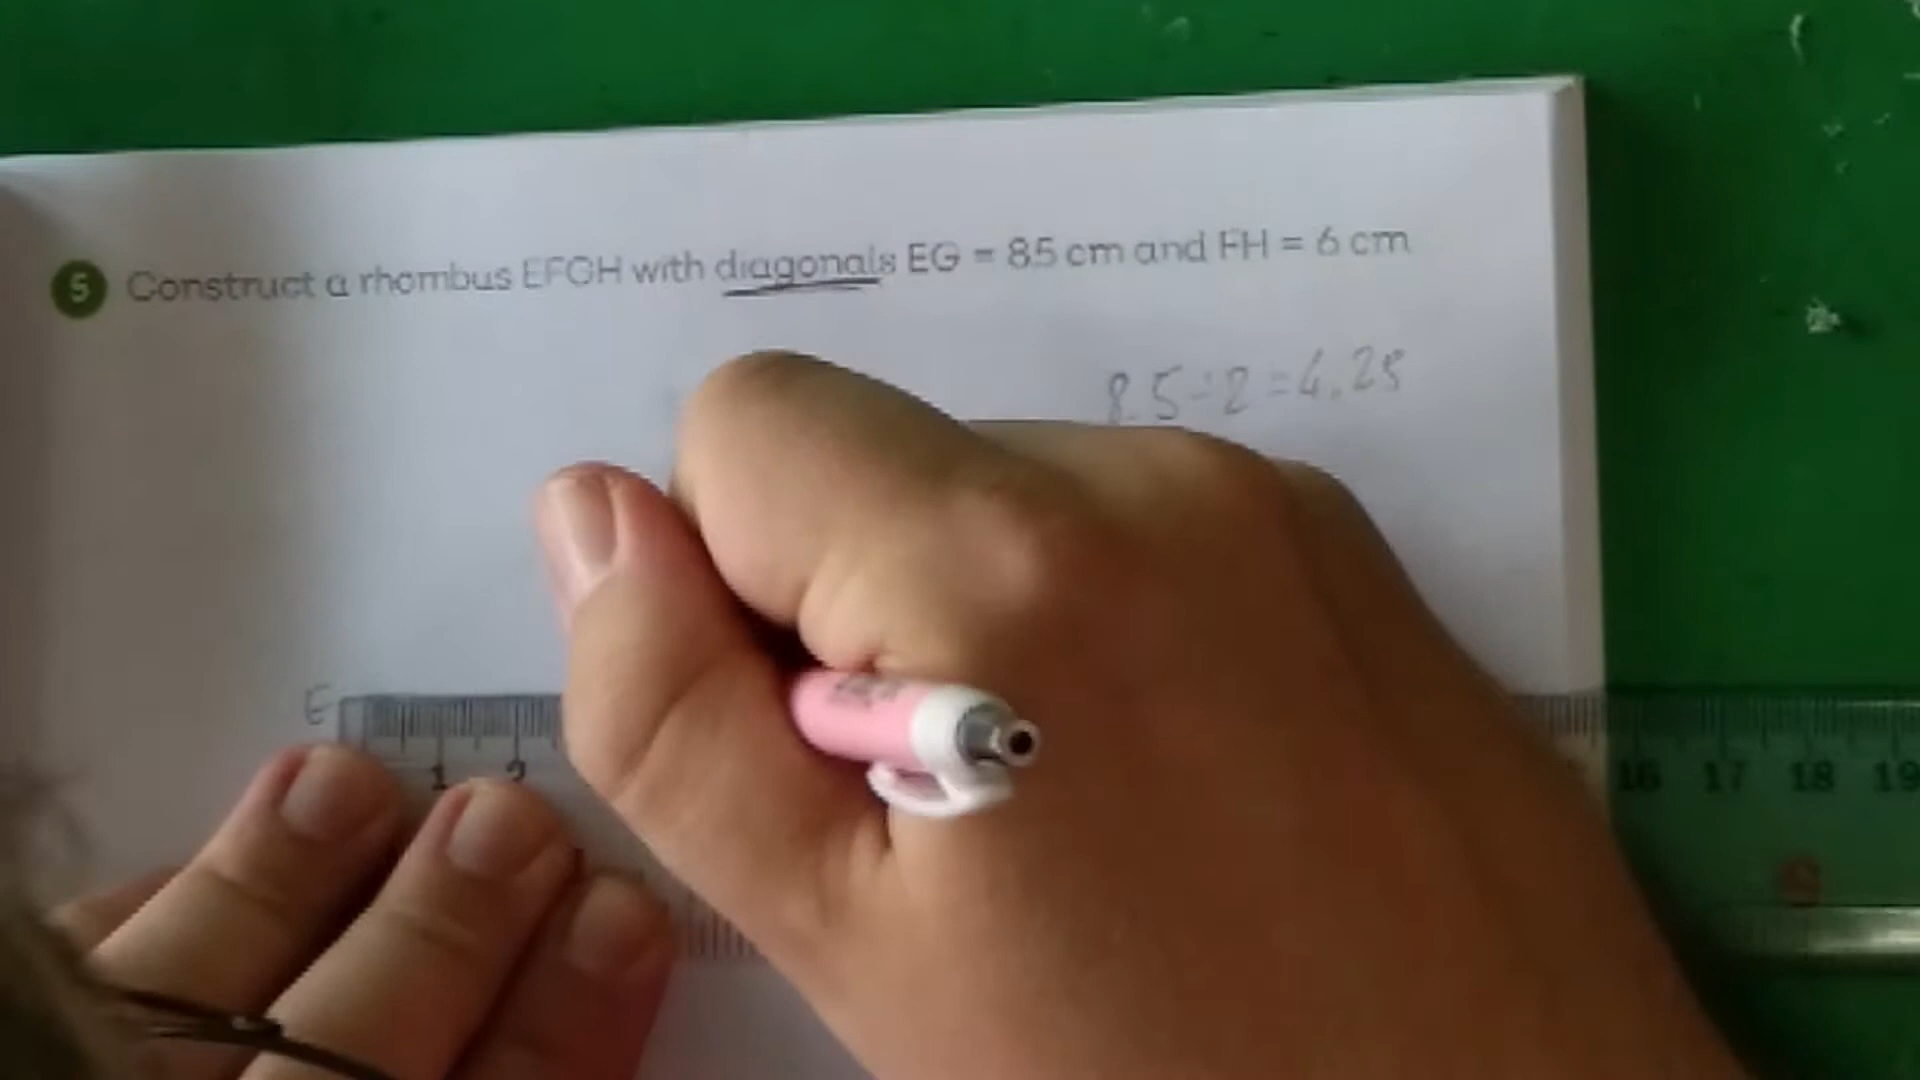 5 Construct a rhombus EFGH with diagonals EG = 8.5 cm and FH = 6 cm
8.5 ÷ 2 = 4.25
E
1 2 16 17 18 19